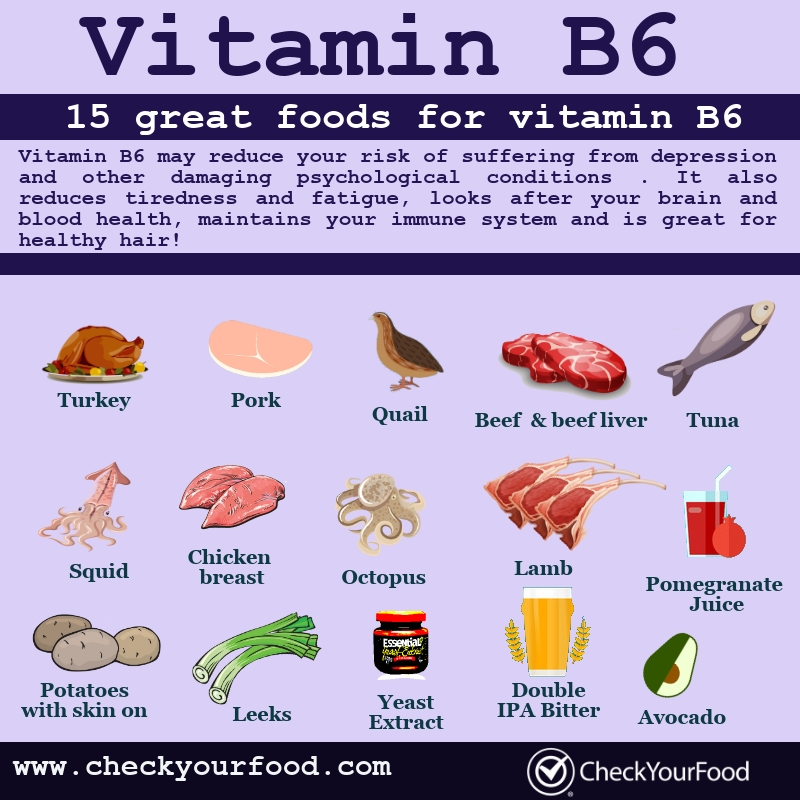 Vitamin B6
15 great foods for vitamin B6
Vitamin B6 may reduce your risk of suffering from depression
and other damaging psychological conditions . It also
reduces tiredness and fatigue, looks after your brain and
blood health, maintains your immune system and is great for
healthy hair!
Turkey
Pork
Quail
Beef & beef liver
Tuna
Squid
Chicken
breast
Octopus
Lamb
Pomegranate
Juice
Potatoes
with skin on
Leeks
Essential
Yeast Extract
Yeast
Extract
Double
IPA Bitter
Avocado
www.checkyourfood.com
CheckYourFood